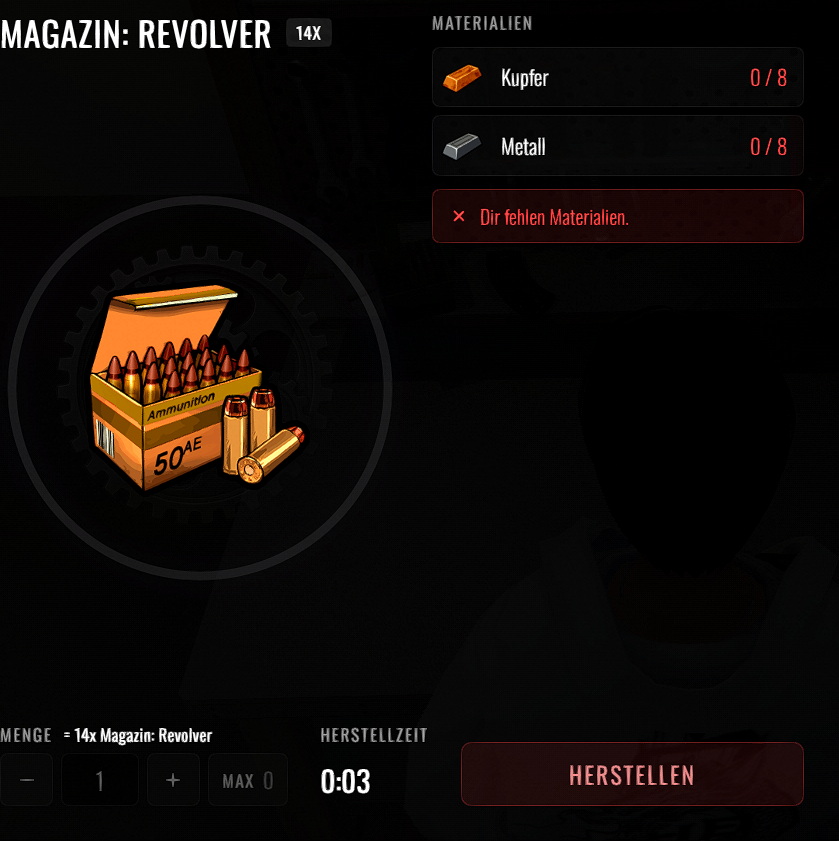 MAGAZIN: REVOLVER 14X
MATERIALIEN
Kupfer 0 / 8
Metall 0 / 8
× Dir fehlen Materialien.
Ammunition
50AE
MENGE = 14x Magazin: Revolver
− 1 + MAX 0
HERSTELLZEIT
0:03
HERSTELLEN